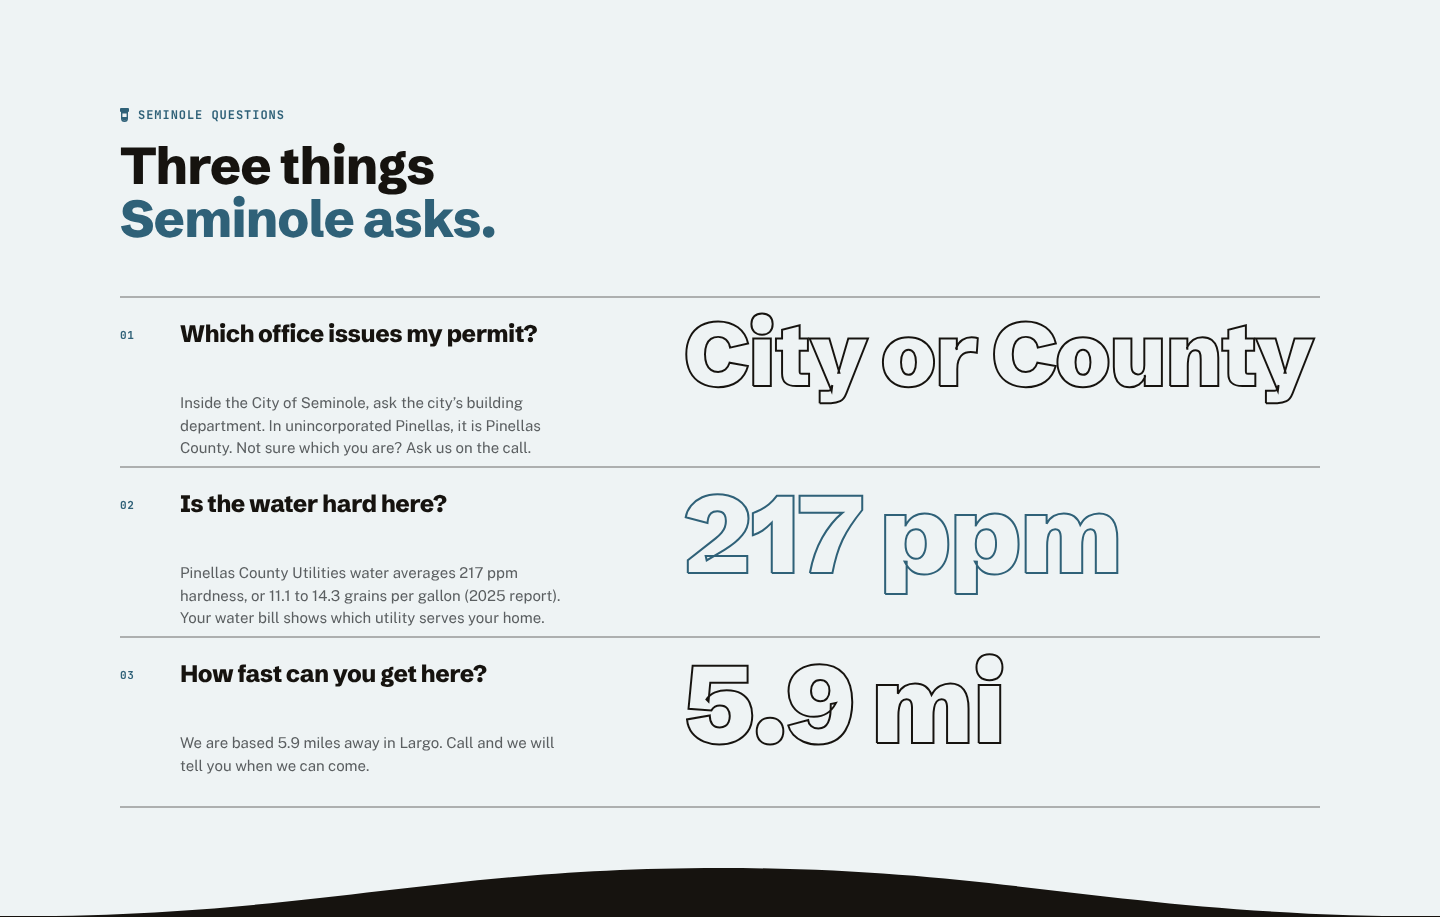 SEMINOLE QUESTIONS
Three things
Seminole asks.
01
Which office issues my permit?
City or County
Inside the City of Seminole, ask the city’s building
department. In unincorporated Pinellas, it is Pinellas
County. Not sure which you are? Ask us on the call.
02
Is the water hard here?
217 ppm
Pinellas County Utilities water averages 217 ppm
hardness, or 11.1 to 14.3 grains per gallon (2025 report).
Your water bill shows which utility serves your home.
03
How fast can you get here?
5.9 mi
We are based 5.9 miles away in Largo. Call and we will
tell you when we can come.